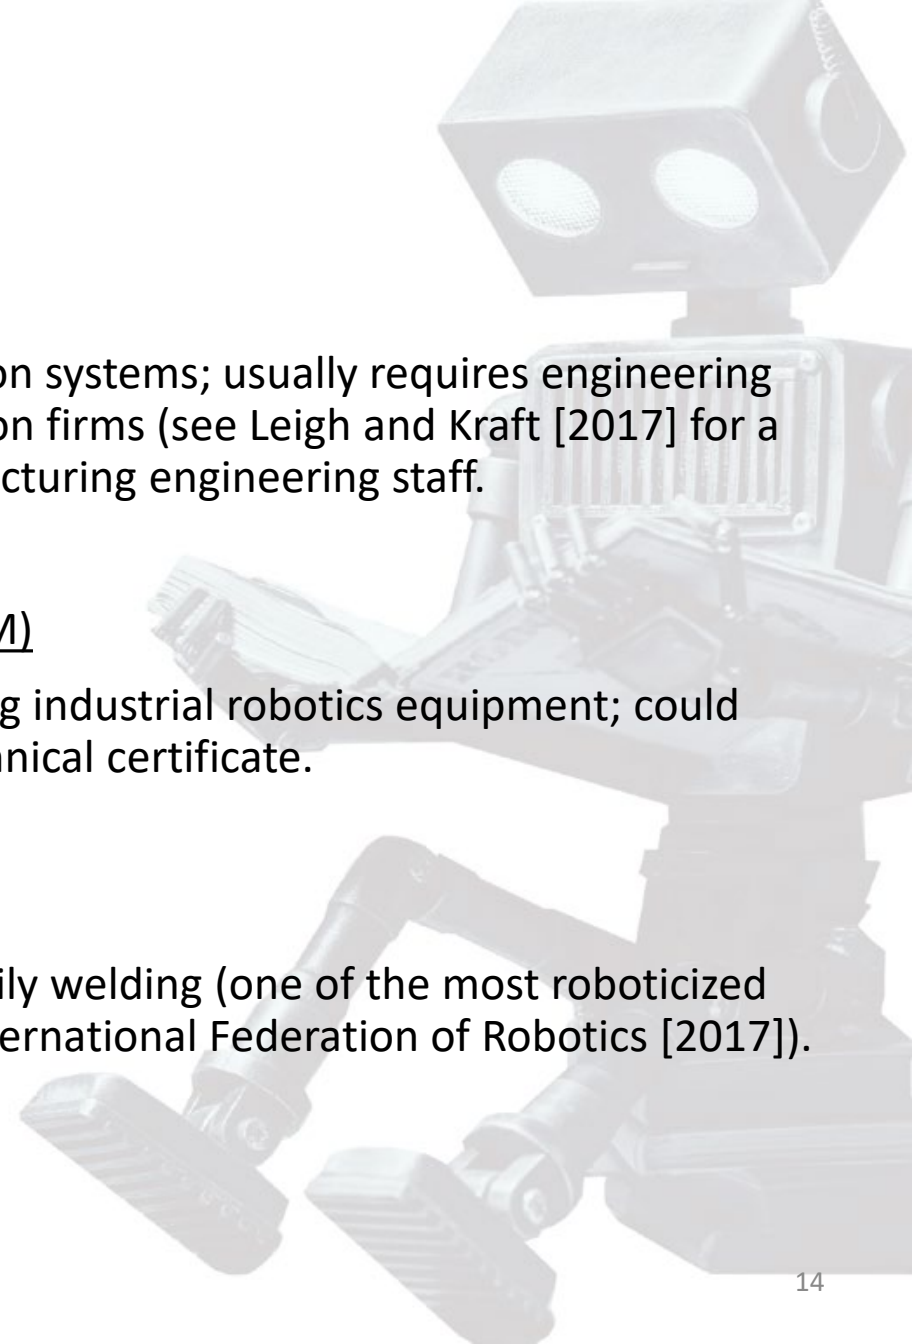 on systems; usually requires engineering
on firms (see Leigh and Kraft [2017] for a
cturing engineering staff.
M)
g industrial robotics equipment; could
nnical certificate.
ily welding (one of the most roboticized
ernational Federation of Robotics [2017]).
14